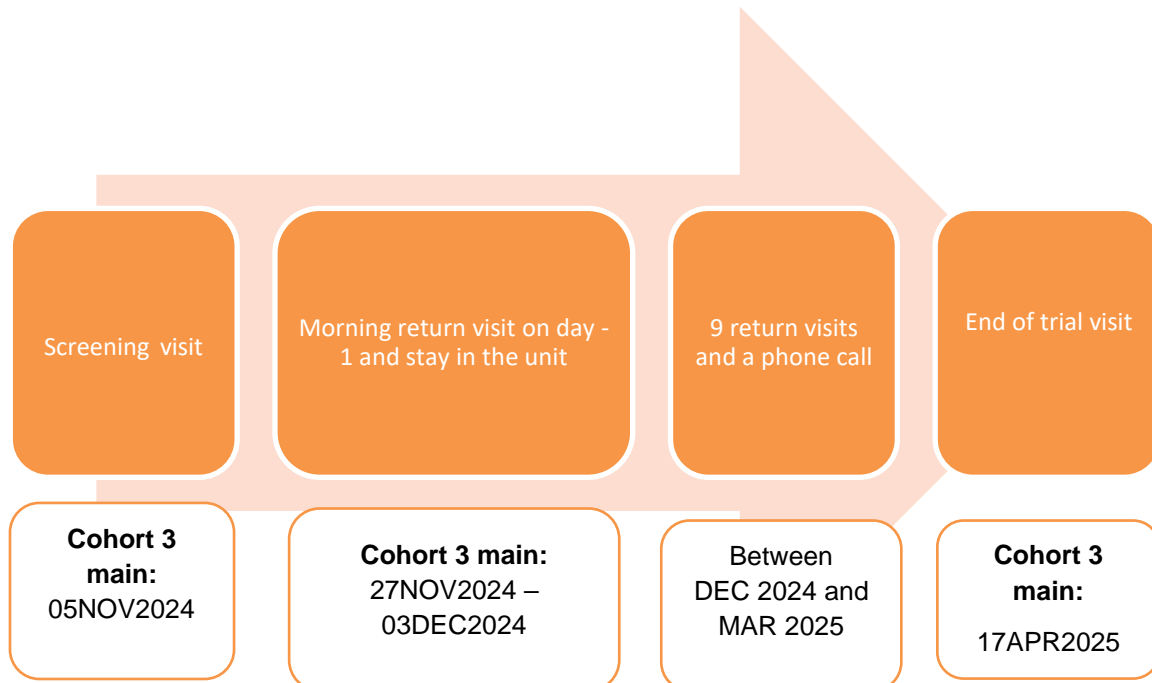 Screening visit
Morning return visit on day -
1 and stay in the unit
9 return visits
and a phone call
End of trial visit
Cohort 3
main:
05NOV2024
Cohort 3 main:
27NOV2024 –
03DEC2024
Between
DEC 2024 and
MAR 2025
Cohort 3
main:
17APR2025